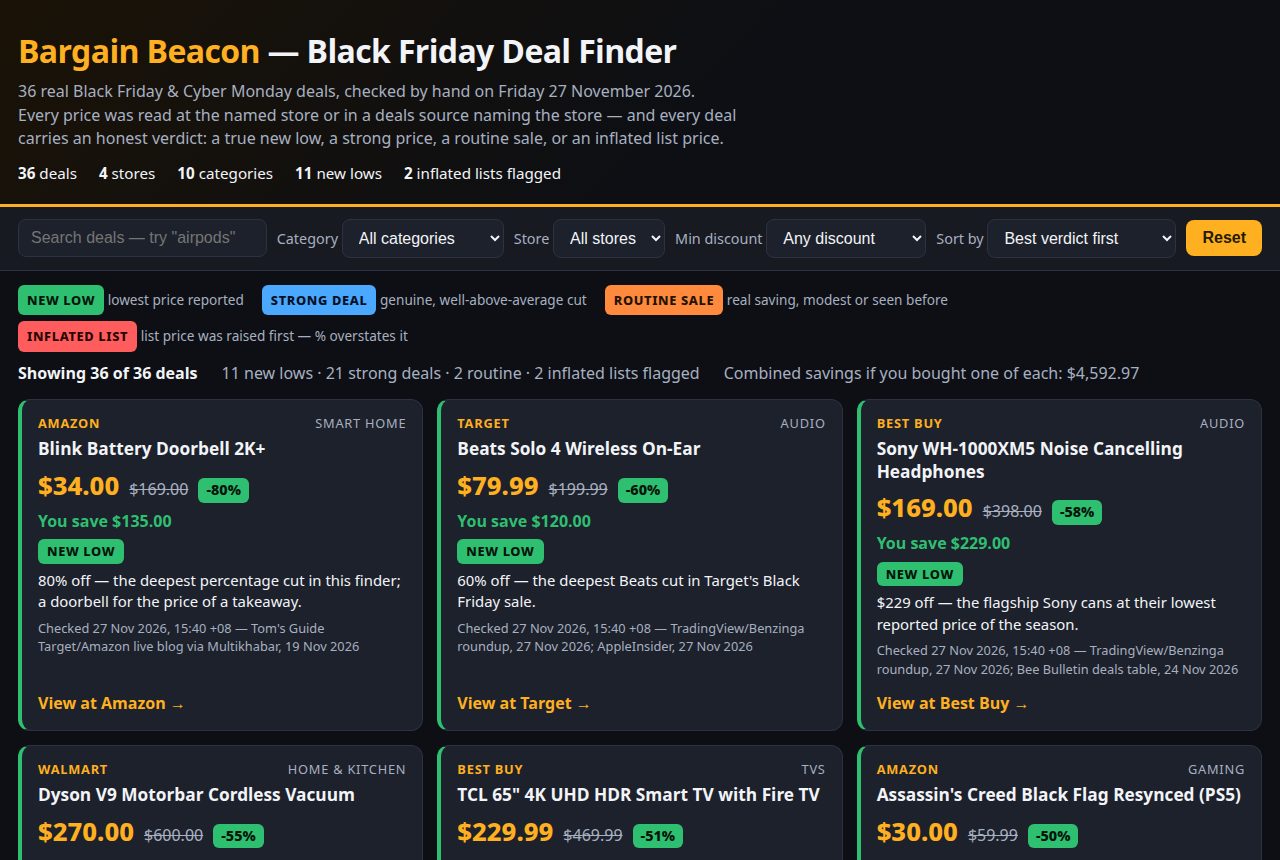 Bargain Beacon — Black Friday Deal Finder
36 real Black Friday & Cyber Monday deals, checked by hand on Friday 27 November 2026.
Every price was read at the named store or in a deals source naming the store — and every deal
carries an honest verdict: a true new low, a strong price, a routine sale, or an inflated list price.
36 deals 4 stores 10 categories 11 new lows 2 inflated lists flagged
Search deals — try "airpods" Category All categories Store All stores Min discount Any discount Sort by Best verdict first Reset
NEW LOW lowest price reported STRONG DEAL genuine, well-above-average cut ROUTINE SALE real saving, modest or seen before
INFLATED LIST list price was raised first — % overstates it
Showing 36 of 36 deals 11 new lows · 21 strong deals · 2 routine · 2 inflated lists flagged Combined savings if you bought one of each: $4,592.97
AMAZON SMART HOME
Blink Battery Doorbell 2K+
$34.00 $169.00 -80%
You save $135.00
NEW LOW
80% off — the deepest percentage cut in this finder;
a doorbell for the price of a takeaway.
Checked 27 Nov 2026, 15:40 +08 — Tom's Guide
Target/Amazon live blog via Multikhabar, 19 Nov 2026
View at Amazon →
TARGET AUDIO
Beats Solo 4 Wireless On-Ear
$79.99 $199.99 -60%
You save $120.00
NEW LOW
60% off — the deepest Beats cut in Target's Black
Friday sale.
Checked 27 Nov 2026, 15:40 +08 — TradingView/Benzinga
roundup, 27 Nov 2026; AppleInsider, 27 Nov 2026
View at Target →
BEST BUY AUDIO
Sony WH-1000XM5 Noise Cancelling
Headphones
$169.00 $398.00 -58%
You save $229.00
NEW LOW
$229 off — the flagship Sony cans at their lowest
reported price of the season.
Checked 27 Nov 2026, 15:40 +08 — TradingView/Benzinga
roundup, 27 Nov 2026; Bee Bulletin deals table, 24 Nov 2026
View at Best Buy →
WALMART HOME & KITCHEN
Dyson V9 Motorbar Cordless Vacuum
$270.00 $600.00 -55%
BEST BUY TVS
TCL 65" 4K UHD HDR Smart TV with Fire TV
$229.99 $469.99 -51%
AMAZON GAMING
Assassin's Creed Black Flag Resynced (PS5)
$30.00 $59.99 -50%